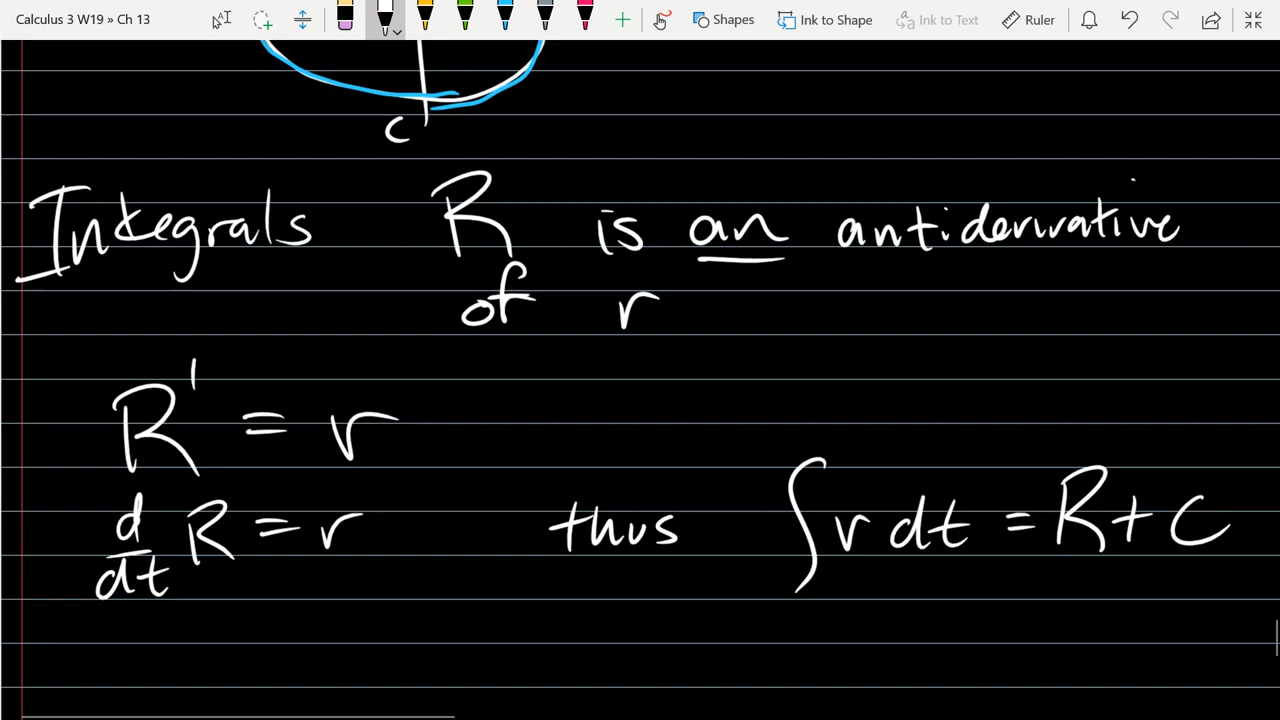 Calculus 3 W19 » Ch 13
Shapes
Ink to Shape
Ink to Text
Ruler
C
Integrals R is an antiderivative
of r
R' = r
d/dt R = r thus ∫ r dt = R + C